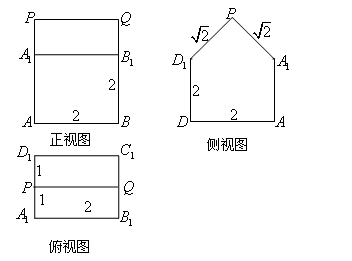 P Q
A₁ B₁
2
2
A B
正视图
P
√2 √2
D₁ A₁
2
2
D A
侧视图
D₁ C₁
1
P Q
1 2
A₁ B₁
俯视图